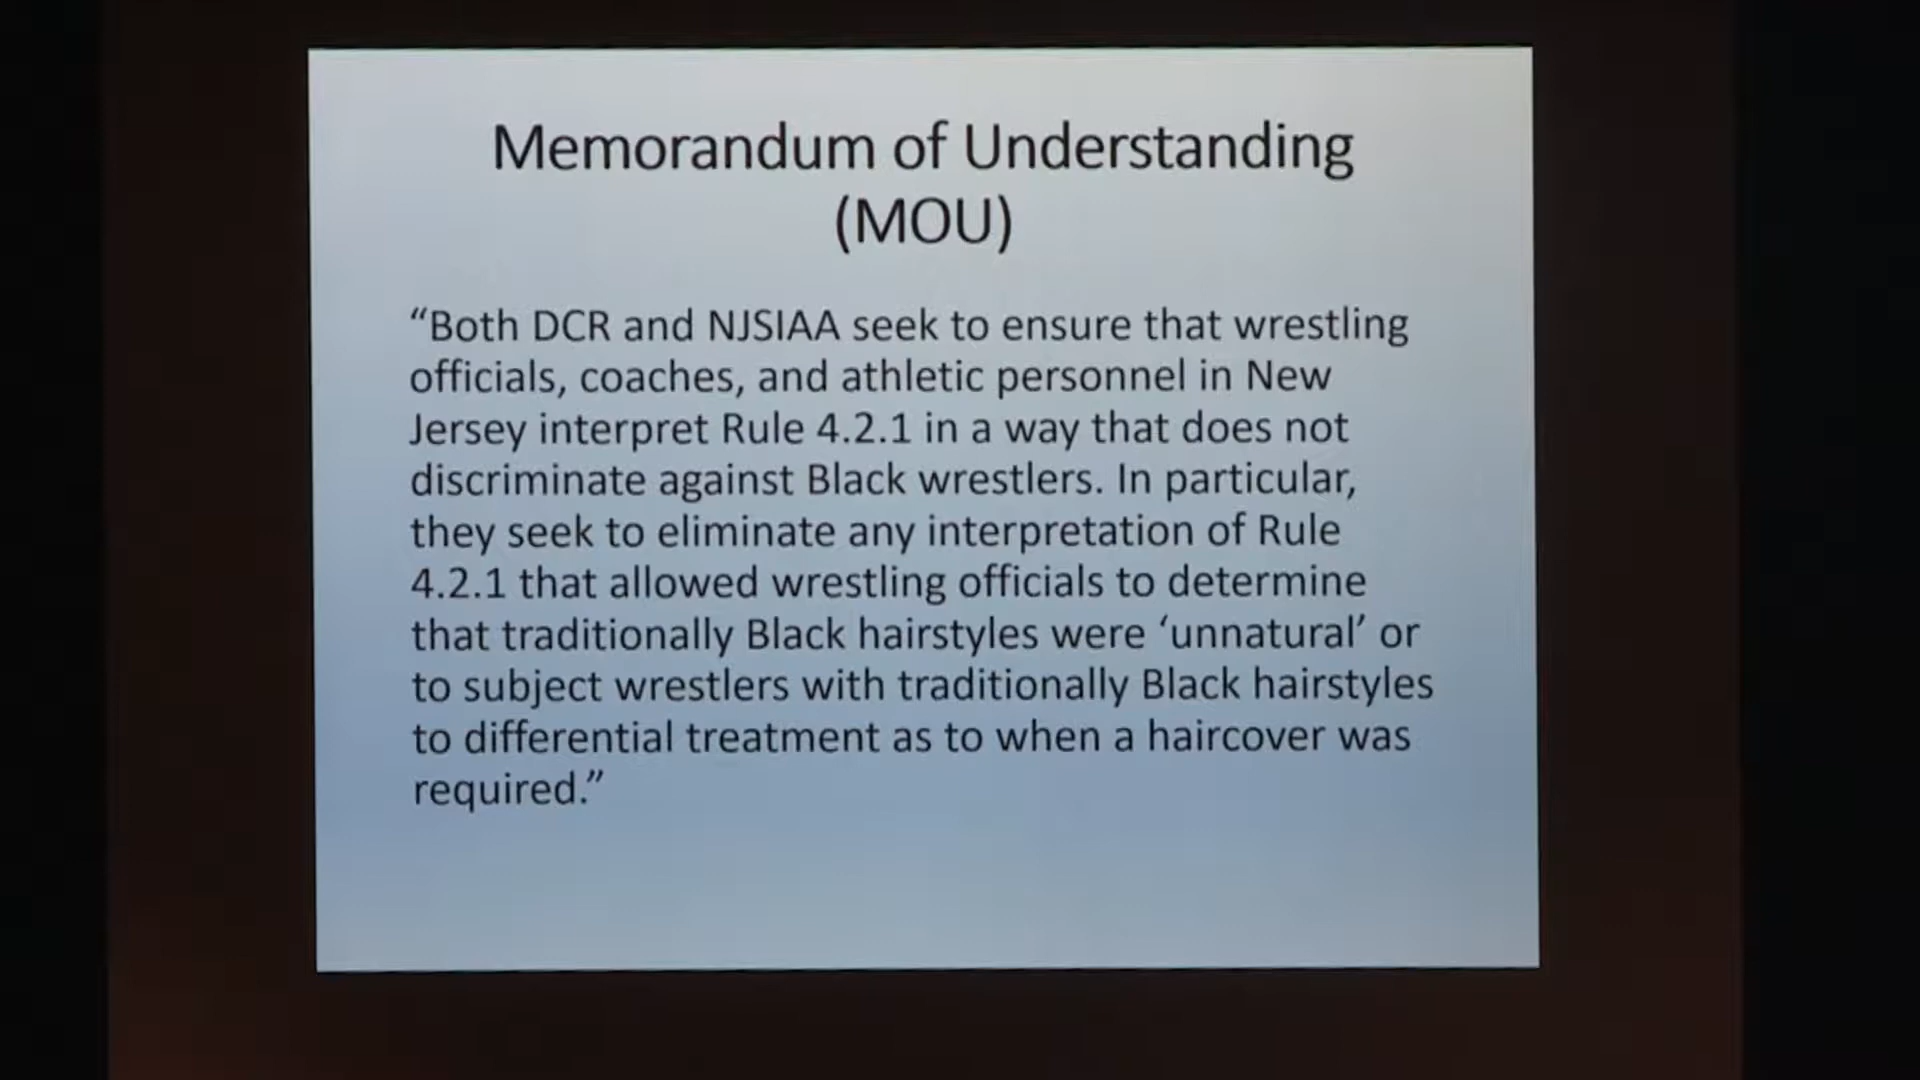 Memorandum of Understanding
(MOU)
“Both DCR and NJSIAA seek to ensure that wrestling
officials, coaches, and athletic personnel in New
Jersey interpret Rule 4.2.1 in a way that does not
discriminate against Black wrestlers. In particular,
they seek to eliminate any interpretation of Rule
4.2.1 that allowed wrestling officials to determine
that traditionally Black hairstyles were ‘unnatural’ or
to subject wrestlers with traditionally Black hairstyles
to differential treatment as to when a haircover was
required.”